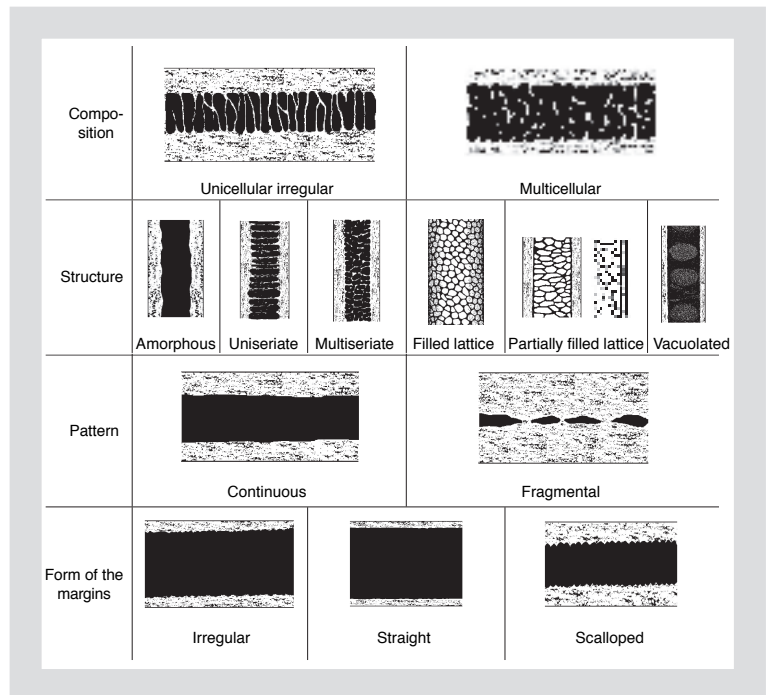 Compo-
sition
Unicellular irregular
Multicellular
Structure
Amorphous
Uniseriate
Multiseriate
Filled lattice
Partially filled lattice
Vacuolated
Pattern
Continuous
Fragmental
Form of the
margins
Irregular
Straight
Scalloped